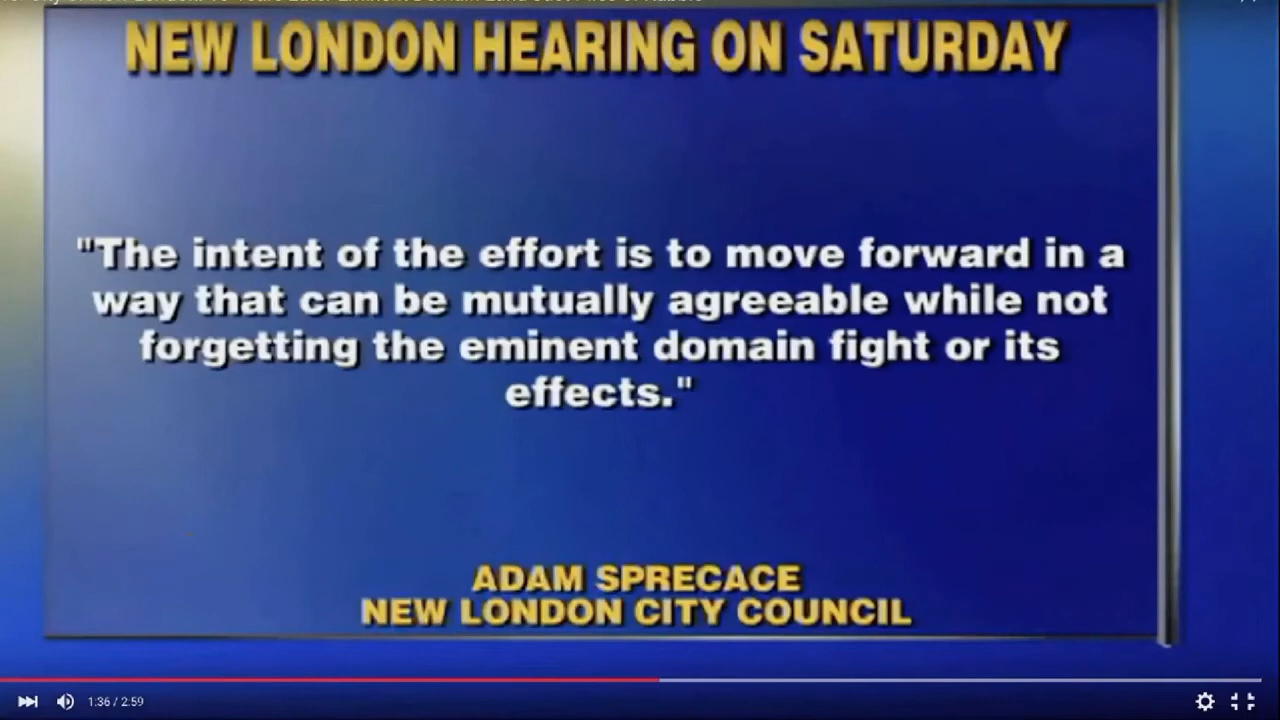 NEW LONDON HEARING ON SATURDAY
"The intent of the effort is to move forward in a
way that can be mutually agreeable while not
forgetting the eminent domain fight or its
effects."
ADAM SPRECACE
NEW LONDON CITY COUNCIL
1:36 / 2:59